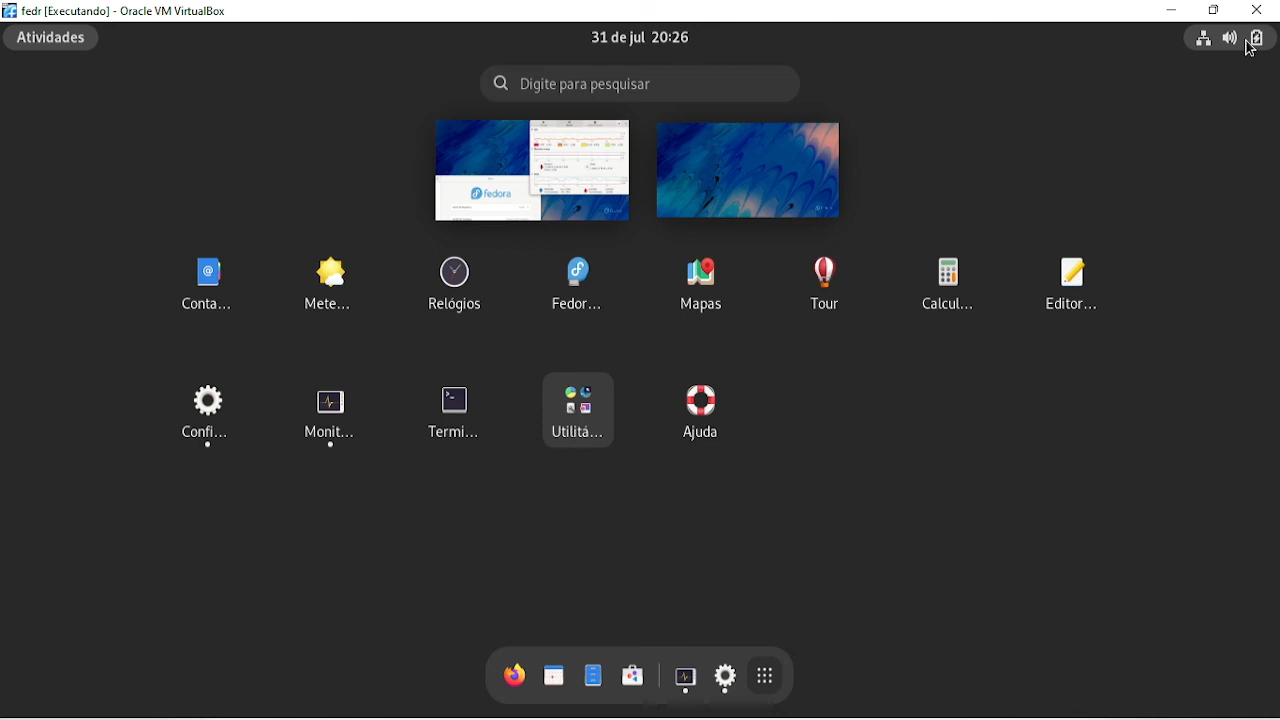 fedr [Executando] - Oracle VM VirtualBox
Atividades
31 de jul 20:26
Digite para pesquisar
fedora
Conta...
Mete...
Relógios
Fedor...
Mapas
Tour
Calcul...
Editor...
Confi...
Monit...
Termi...
Utilitá...
Ajuda